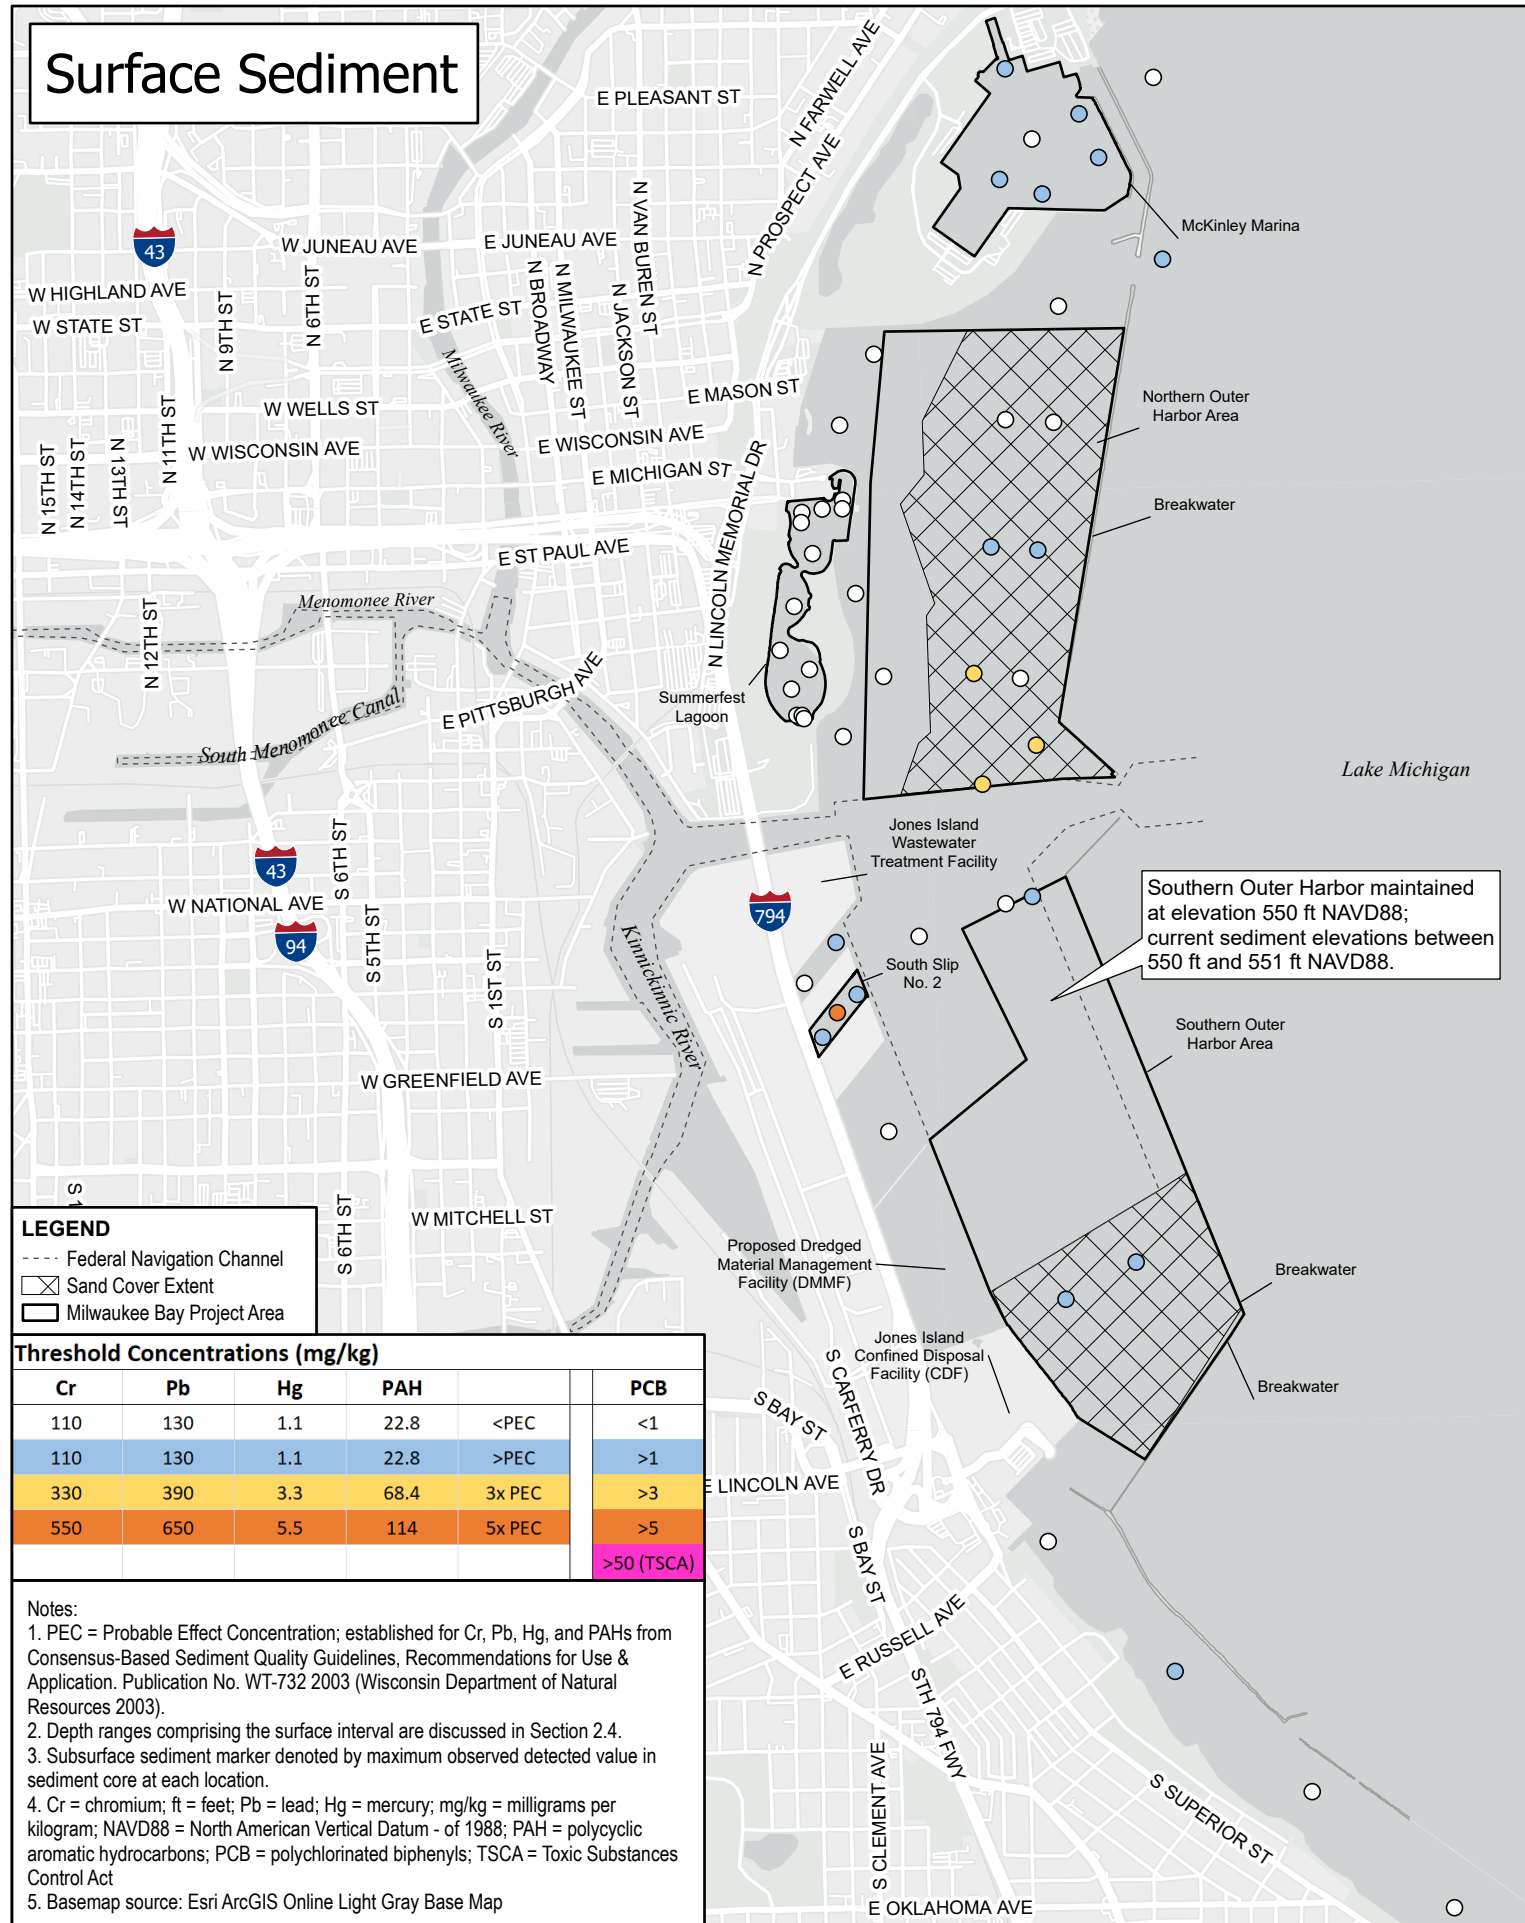 Surface Sediment
E PLEASANT ST
N FARWELL AVE
N PROSPECT AVE
N VAN BUREN ST
McKinley Marina
43
W JUNEAU AVE
E JUNEAU AVE
W HIGHLAND AVE
W STATE ST
N 9TH ST
N 6TH ST
E STATE ST
N BROADWAY
N MILWAUKEE ST
N JACKSON ST
Milwaukee River
E MASON ST
W WELLS ST
Northern Outer
Harbor Area
N 15TH ST
N 14TH ST
N 13TH ST
N 11TH ST
W WISCONSIN AVE
E WISCONSIN AVE
E MICHIGAN ST
N LINCOLN MEMORIAL DR
Breakwater
E ST PAUL AVE
Menomonee River
N 12TH ST
E PITTSBURGH AVE
Summerfest
Lagoon
South Menomonee Canal
Lake Michigan
Jones Island
Wastewater
Treatment Facility
43
S 6TH ST
W NATIONAL AVE
94
S 5TH ST
794
Southern Outer Harbor maintained
at elevation 550 ft NAVD88;
current sediment elevations between
550 ft and 551 ft NAVD88.
South Slip
No. 2
S 1ST ST
Kinnickinnic River
Southern Outer
Harbor Area
W GREENFIELD AVE
S 4
S 6TH ST
W MITCHELL ST
Proposed Dredged
Material Management
Facility (DMMF)
Breakwater
Jones Island
Confined Disposal
Facility (CDF)
Breakwater
S CARFERRY DR
S BAY ST
E LINCOLN AVE
S BAY ST
E RUSSELL AVE
STH 794 FWY
S CLEMENT AVE
S SUPERIOR ST
E OKLAHOMA AVE
LEGEND
Federal Navigation Channel
Sand Cover Extent
Milwaukee Bay Project Area
Threshold Concentrations (mg/kg)
Cr Pb Hg PAH PCB
110 130 1.1 22.8 <PEC <1
110 130 1.1 22.8 >PEC >1
330 390 3.3 68.4 3x PEC >3
550 650 5.5 114 5x PEC >5
>50 (TSCA)
Notes:
1. PEC = Probable Effect Concentration; established for Cr, Pb, Hg, and PAHs from
Consensus-Based Sediment Quality Guidelines, Recommendations for Use &
Application. Publication No. WT-732 2003 (Wisconsin Department of Natural
Resources 2003).
2. Depth ranges comprising the surface interval are discussed in Section 2.4.
3. Subsurface sediment marker denoted by maximum observed detected value in
sediment core at each location.
4. Cr = chromium; ft = feet; Pb = lead; Hg = mercury; mg/kg = milligrams per
kilogram; NAVD88 = North American Vertical Datum - of 1988; PAH = polycyclic
aromatic hydrocarbons; PCB = polychlorinated biphenyls; TSCA = Toxic Substances
Control Act
5. Basemap source: Esri ArcGIS Online Light Gray Base Map